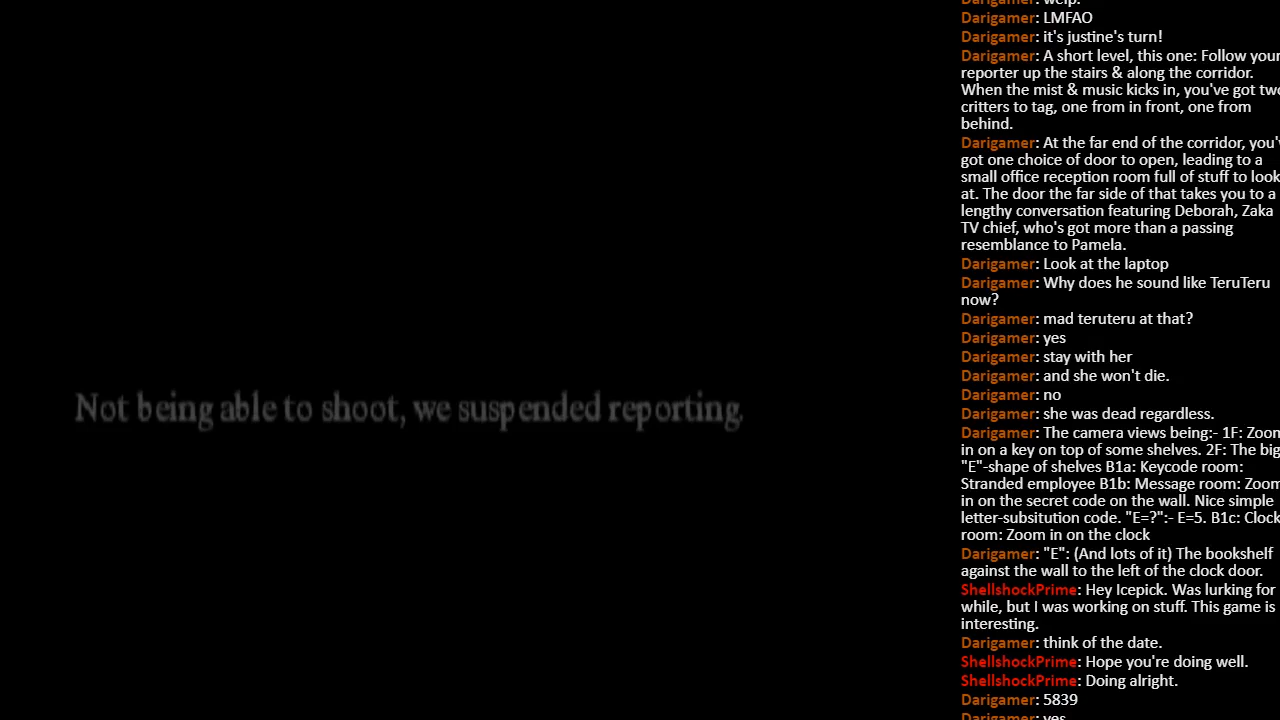 Not being able to shoot, we suspended reporting.
Darigamer: welp.
Darigamer: LMFAO
Darigamer: it's justine's turn!
Darigamer: A short level, this one: Follow your
reporter up the stairs & along the corridor.
When the mist & music kicks in, you've got two
critters to tag, one from in front, one from
behind.
Darigamer: At the far end of the corridor, you'
got one choice of door to open, leading to a
small office reception room full of stuff to look
at. The door the far side of that takes you to a
lengthy conversation featuring Deborah, Zaka
TV chief, who's got more than a passing
resemblance to Pamela.
Darigamer: Look at the laptop
Darigamer: Why does he sound like TeruTeru
now?
Darigamer: mad teruteru at that?
Darigamer: yes
Darigamer: stay with her
Darigamer: and she won't die.
Darigamer: no
Darigamer: she was dead regardless.
Darigamer: The camera views being:- 1F: Zoom
in on a key on top of some shelves. 2F: The big
"E"-shape of shelves B1a: Keycode room:
Stranded employee B1b: Message room: Zoom
in on the secret code on the wall. Nice simple
letter-subsitution code. "E=?":- E=5. B1c: Clock
room: Zoom in on the clock
Darigamer: "E": (And lots of it) The bookshelf
against the wall to the left of the clock door.
ShellshockPrime: Hey Icepick. Was lurking for
while, but I was working on stuff. This game is
interesting.
Darigamer: think of the date.
ShellshockPrime: Hope you're doing well.
ShellshockPrime: Doing alright.
Darigamer: 5839
Darigamer: yes